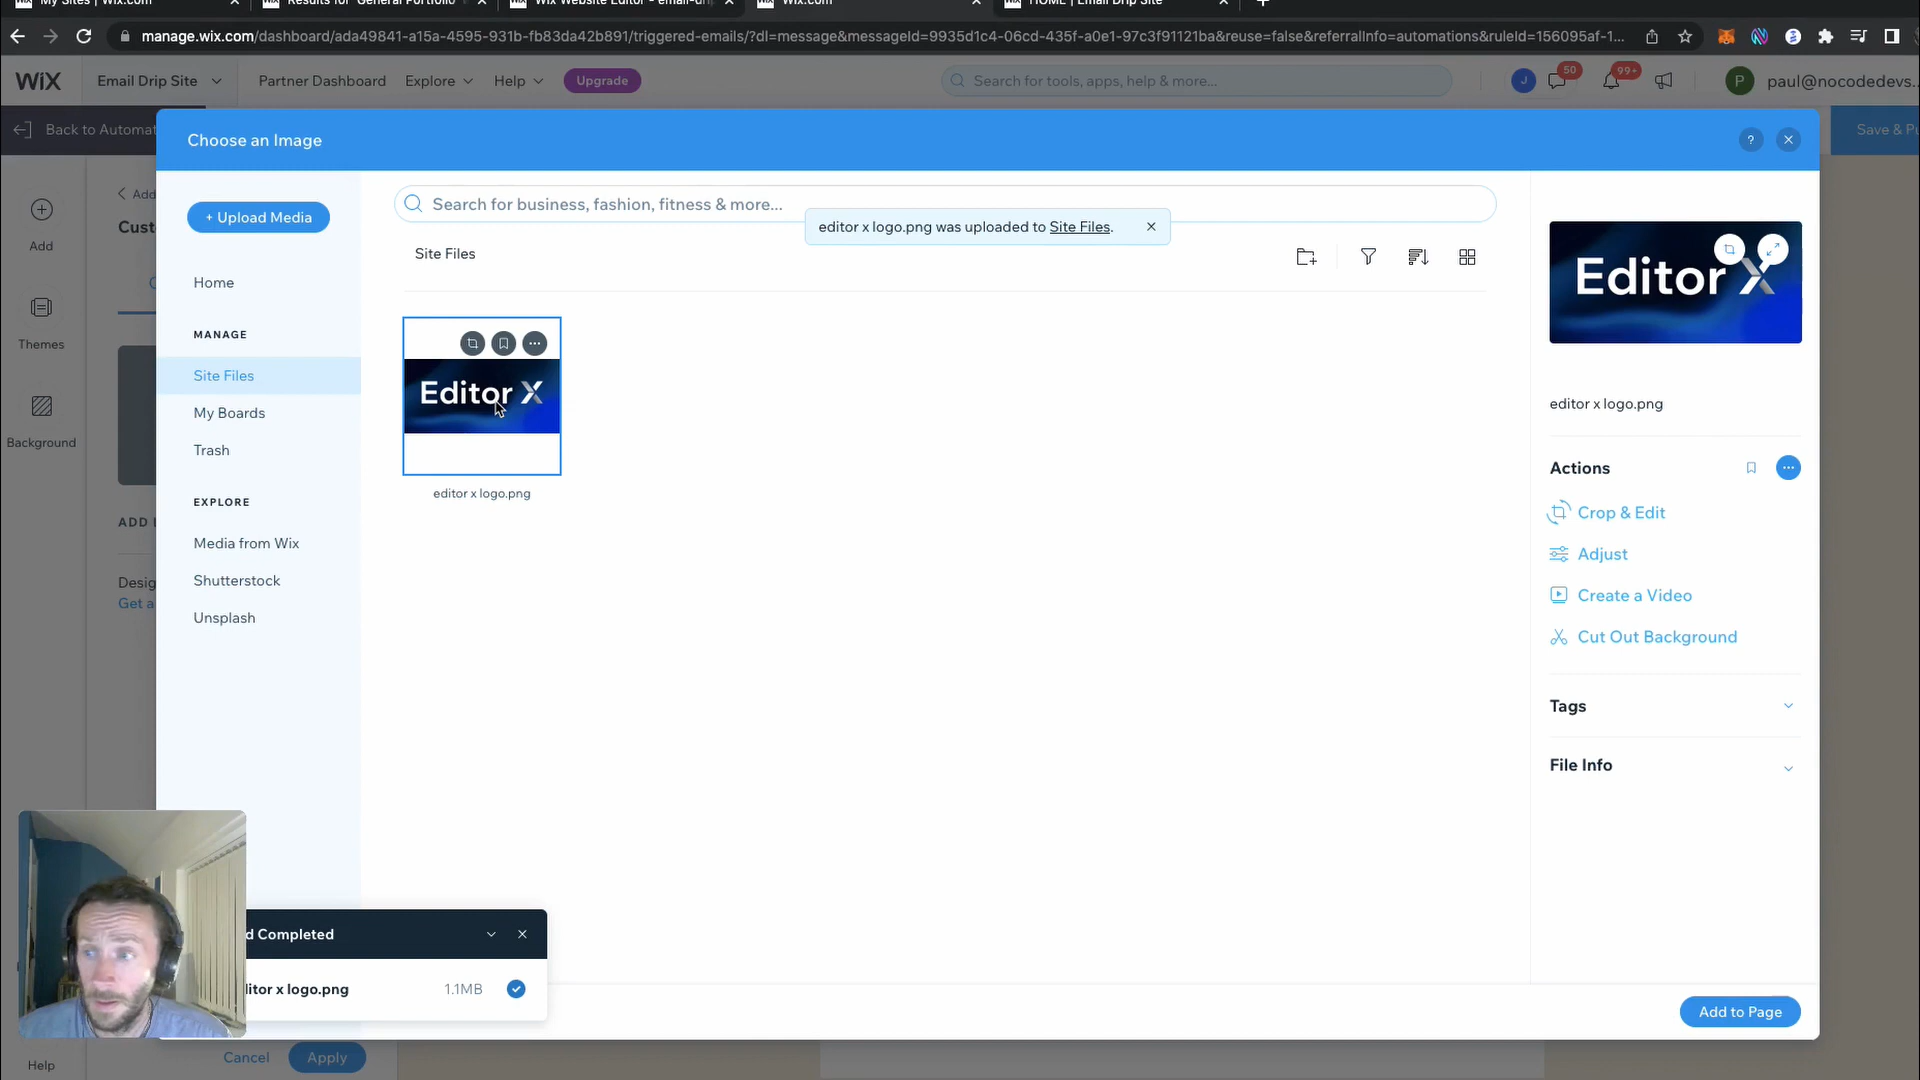 My Sites | Wix.com
Results for "General Portfolio"
Wix Website Editor - email-drip
Wix.com
HOME | Email Drip Site
manage.wix.com/dashboard/ada49841-a15a-4595-931b-fb83da42b891/triggered-emails/?dl=message&messageId=9935d1c4-06cd-435f-a0e1-97c3f91121ba&reuse=false&referralInfo=automations&ruleId=156095af-1...
WiX
Email Drip Site
Partner Dashboard
Explore
Help
Upgrade
Search for tools, apps, help & more...
J
50
99+
P
paul@nocodedevs...
Back to Automat
Save & Pu
Choose an Image
?
Add
Custo
Add
Themes
Background
ADD
Design
Get a
+ Upload Media
Home
MANAGE
Site Files
My Boards
Trash
EXPLORE
Media from Wix
Shutterstock
Unsplash
Search for business, fashion, fitness & more...
editor x logo.png was uploaded to Site Files.
Site Files
Editor X
editor x logo.png
Editor X
editor x logo.png
Actions
Crop & Edit
Adjust
Create a Video
Cut Out Background
Tags
File Info
d Completed
litor x logo.png
1.1MB
Add to Page
Help
Cancel
Apply